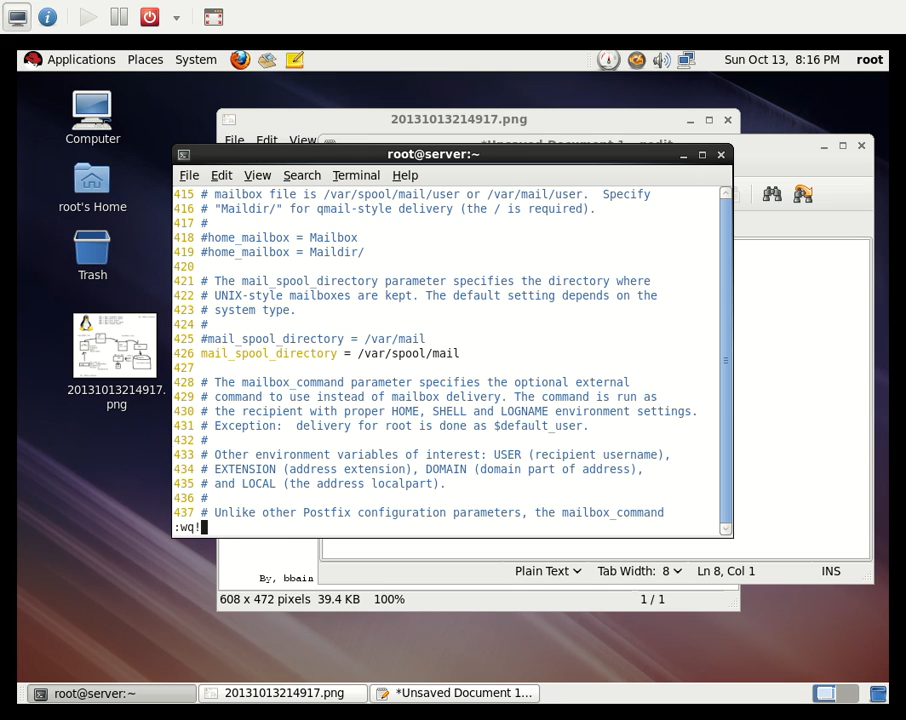 Applications Places System Sun Oct 13, 8:16 PM root
Computer
root's Home
Trash
20131013214917.
png
20131013214917.png
File Edit View
root@server:~
File Edit View Search Terminal Help
415 # mailbox file is /var/spool/mail/user or /var/mail/user.  Specify
416 # "Maildir/" for qmail-style delivery (the / is required).
417 #
418 #home_mailbox = Mailbox
419 #home_mailbox = Maildir/
420
421 # The mail_spool_directory parameter specifies the directory where
422 # UNIX-style mailboxes are kept. The default setting depends on the
423 # system type.
424 #
425 #mail_spool_directory = /var/mail
426 mail_spool_directory = /var/spool/mail
427
428 # The mailbox_command parameter specifies the optional external
429 # command to use instead of mailbox delivery. The command is run as
430 # the recipient with proper HOME, SHELL and LOGNAME environment settings.
431 # Exception:  delivery for root is done as $default_user.
432 #
433 # Other environment variables of interest: USER (recipient username),
434 # EXTENSION (address extension), DOMAIN (domain part of address),
435 # and LOCAL (the address localpart).
436 #
437 # Unlike other Postfix configuration parameters, the mailbox_command
:wq!
Plain Text Tab Width: 8 Ln 8, Col 1 INS
By, bbain
608 x 472 pixels 39.4 KB 100% 1 / 1
root@server:~ 20131013214917.png *Unsaved Document 1...